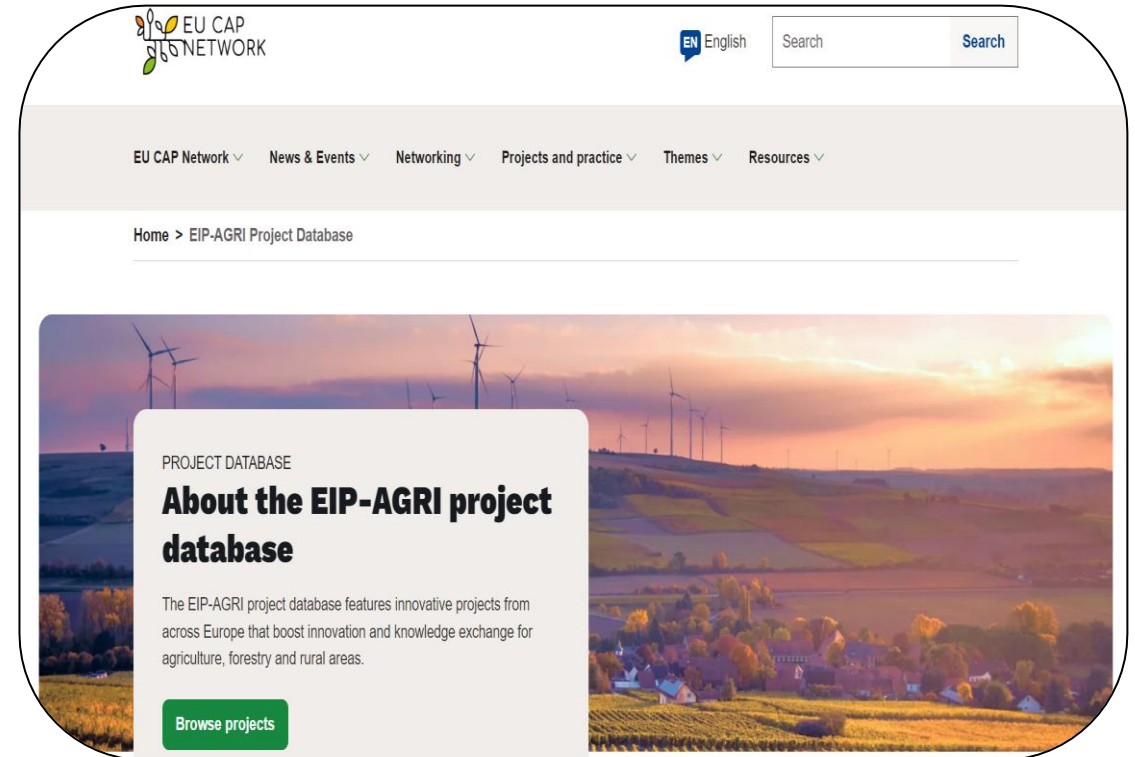 EU CAP
NETWORK
EN English
Search
Search
EU CAP Network
News & Events
Networking
Projects and practice
Themes
Resources
Home > EIP-AGRI Project Database
PROJECT DATABASE
About the EIP-AGRI project
database
The EIP-AGRI project database features innovative projects from
across Europe that boost innovation and knowledge exchange for
agriculture, forestry and rural areas.
Browse projects